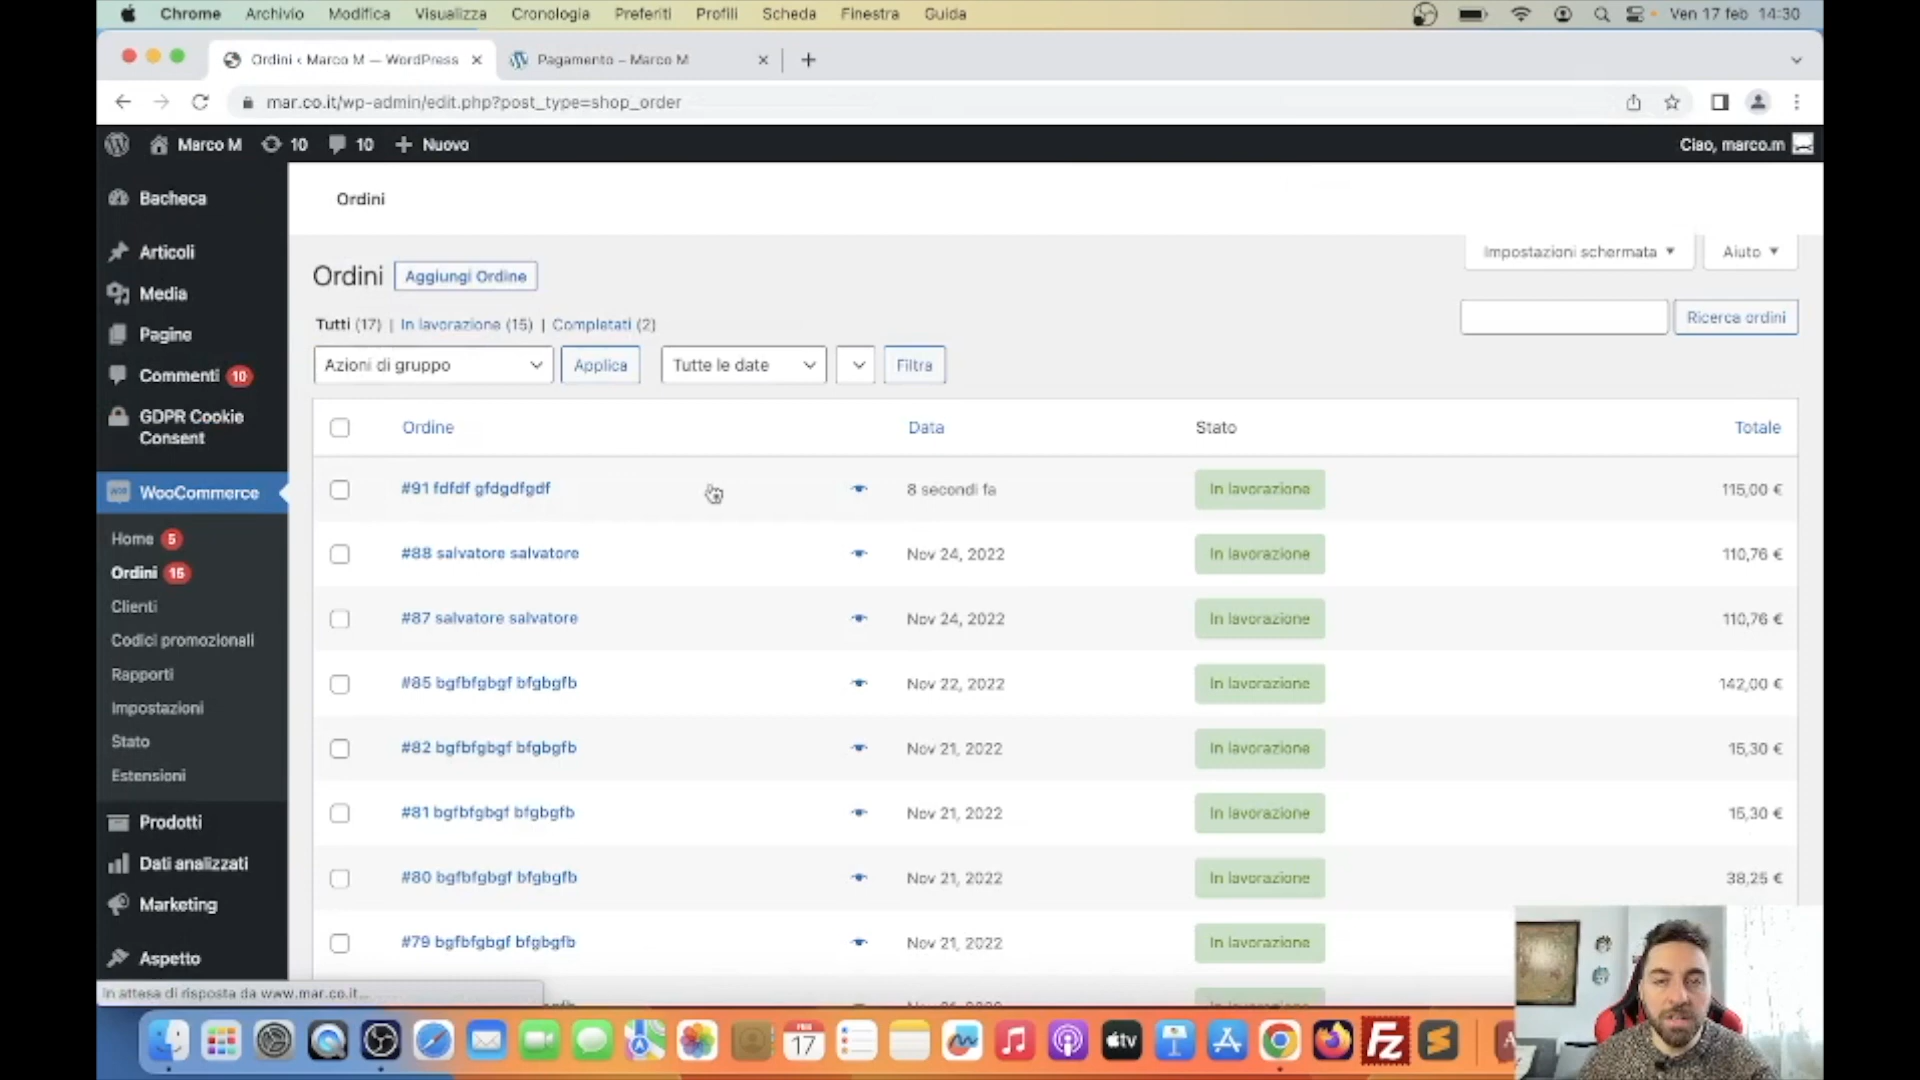 Chrome Archivio Modifica Visualizza Cronologia Preferiti Profili Scheda Finestra Guida Ven 17 feb 14:30
Ordini ‹ Marco M — WordPress
Pagamento – Marco M
mar.co.it/wp-admin/edit.php?post_type=shop_order
Marco M 10 10 Nuovo
Ciao, marco.m
Bacheca
Articoli
Media
Pagine
Commenti 10
GDPR Cookie
Consent
WooCommerce
Home 5
Ordini 15
Clienti
Codici promozionali
Rapporti
Impostazioni
Stato
Estensioni
Prodotti
Dati analizzati
Marketing
Aspetto
Ordini
Impostazioni schermata
Aiuto
Ordini Aggiungi Ordine
Tutti (17) | In lavorazione (15) | Completati (2)
Ricerca ordini
Azioni di gruppo Applica Tutte le date Filtra
Ordine Data Stato Totale
#91 fdfdf gfdgdfgdf 8 secondi fa In lavorazione 115,00 €
#88 salvatore salvatore Nov 24, 2022 In lavorazione 110,76 €
#87 salvatore salvatore Nov 24, 2022 In lavorazione 110,76 €
#85 bgfbfgbgf bfgbgfb Nov 22, 2022 In lavorazione 142,00 €
#82 bgfbfgbgf bfgbgfb Nov 21, 2022 In lavorazione 15,30 €
#81 bgfbfgbgf bfgbgfb Nov 21, 2022 In lavorazione 15,30 €
#80 bgfbfgbgf bfgbgfb Nov 21, 2022 In lavorazione 38,25 €
#79 bgfbfgbgf bfgbgfb Nov 21, 2022 In lavorazione
In attesa di risposta da www.mar.co.it...
17
tv
Fz